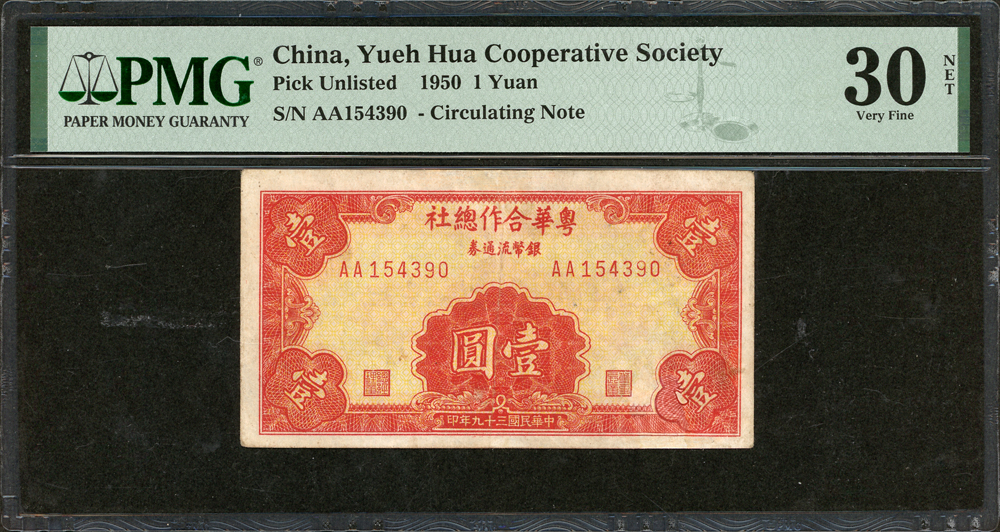 PMG®
PAPER MONEY GUARANTY
China, Yueh Hua Cooperative Society
Pick Unlisted 1950 1 Yuan
S/N AA154390 - Circulating Note
30
NET
Very Fine
粵華合作總社
銀幣流通券
壹
壹
AA154390 AA154390
壹圓
壹
壹
中華民國三十九年印